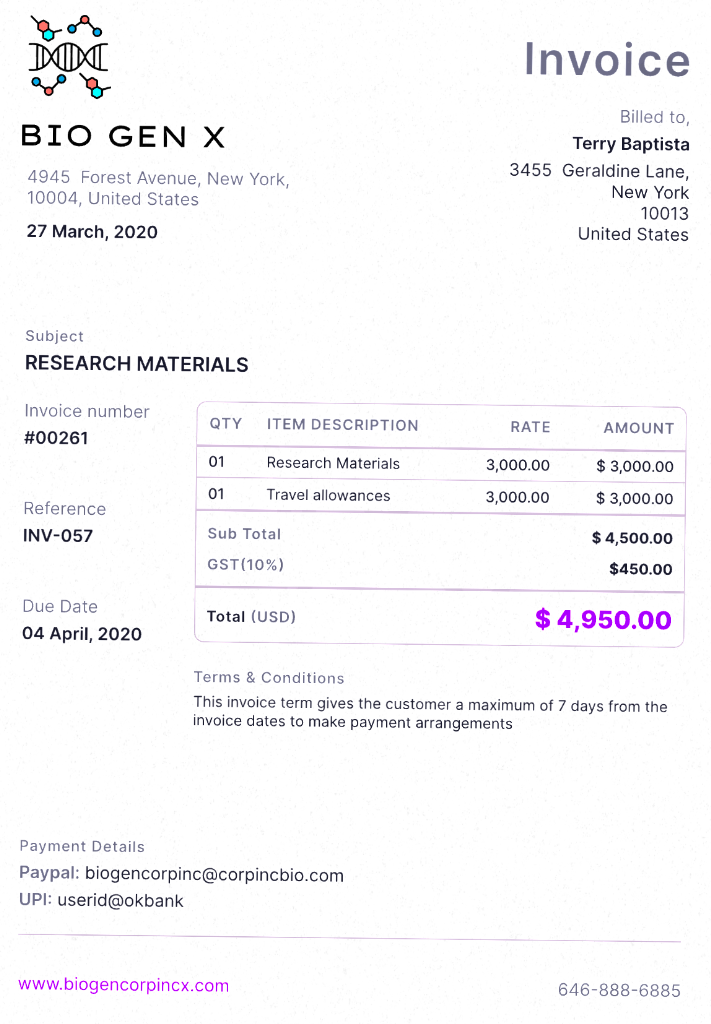 BIO GEN X
4945 Forest Avenue, New York,
10004, United States
27 March, 2020
Invoice
Billed to,
Terry Baptista
3455 Geraldine Lane,
New York
10013
United States
Subject
RESEARCH MATERIALS
Invoice number
#00261
Reference
INV-057
Due Date
04 April, 2020
QTY ITEM DESCRIPTION RATE AMOUNT
01 Research Materials 3,000.00 $ 3,000.00
01 Travel allowances 3,000.00 $ 3,000.00
Sub Total $ 4,500.00
GST(10%) $450.00
Total (USD) $ 4,950.00
Terms & Conditions
This invoice term gives the customer a maximum of 7 days from the
invoice dates to make payment arrangements
Payment Details
Paypal: biogencorpinc@corpincbio.com
UPI: userid@okbank
www.biogencorpincx.com 646-888-6885